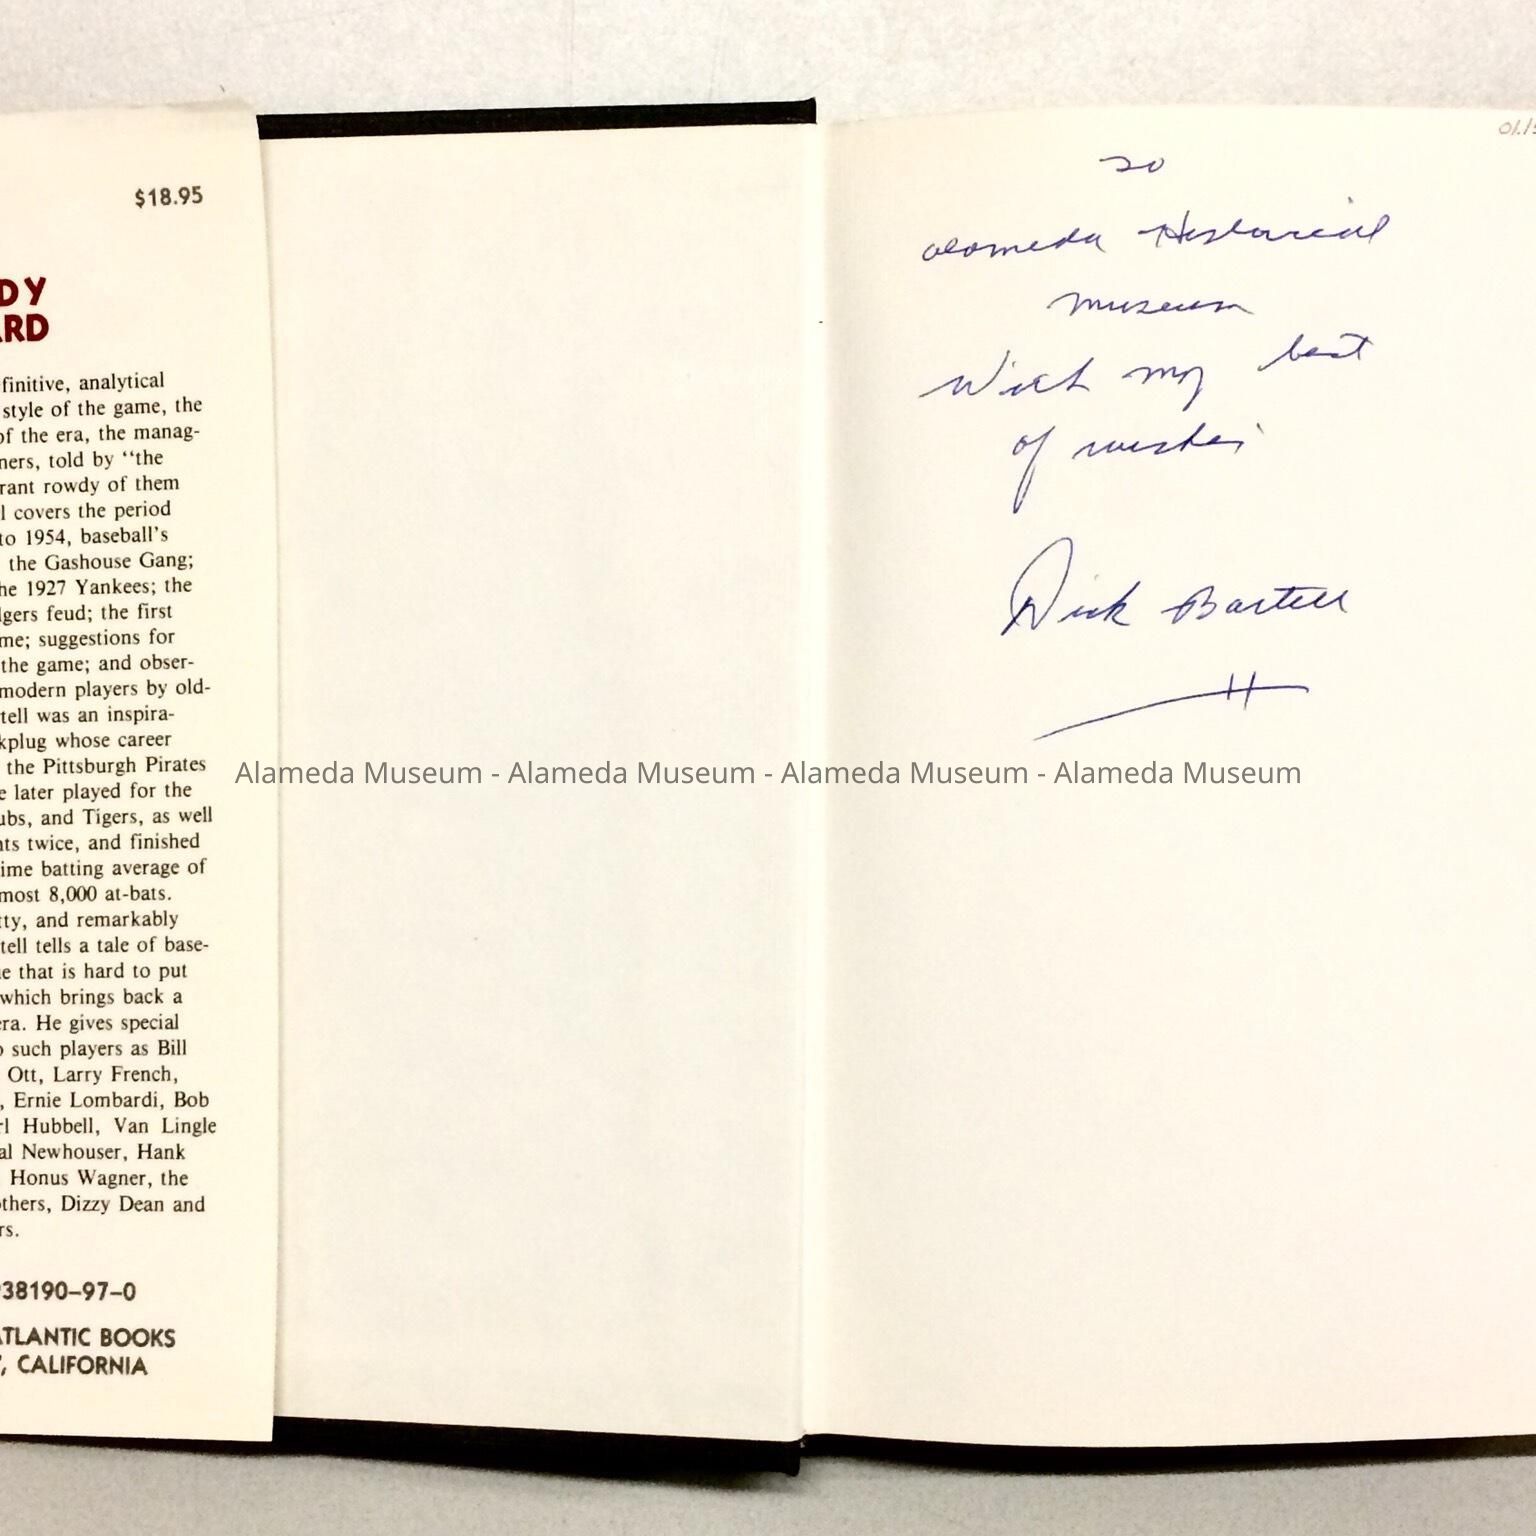 $18.95
DY
ARD
finitive, analytical
style of the game, the
of the era, the manag-
ners, told by "the
rant rowdy of them
l covers the period
to 1954, baseball's
the Gashouse Gang;
he 1927 Yankees; the
dgers feud; the first
me; suggestions for
the game; and obser-
modern players by old-
tell was an inspira-
kplug whose career
the Pittsburgh Pirates
e later played for the
ubs, and Tigers, as well
nts twice, and finished
ime batting average of
most 8,000 at-bats.
tty, and remarkably
tell tells a tale of base-
e that is hard to put
which brings back a
era. He gives special
o such players as Bill
Ott, Larry French,
, Ernie Lombardi, Bob
rl Hubbell, Van Lingle
al Newhouser, Hank
Honus Wagner, the
others, Dizzy Dean and
rs.
938190-97-0
ATLANTIC BOOKS
, CALIFORNIA
To
Alameda Historical
Museum
With my best
of wishes
Dick Bartell
Alameda Museum - Alameda Museum - Alameda Museum - Alameda Museum